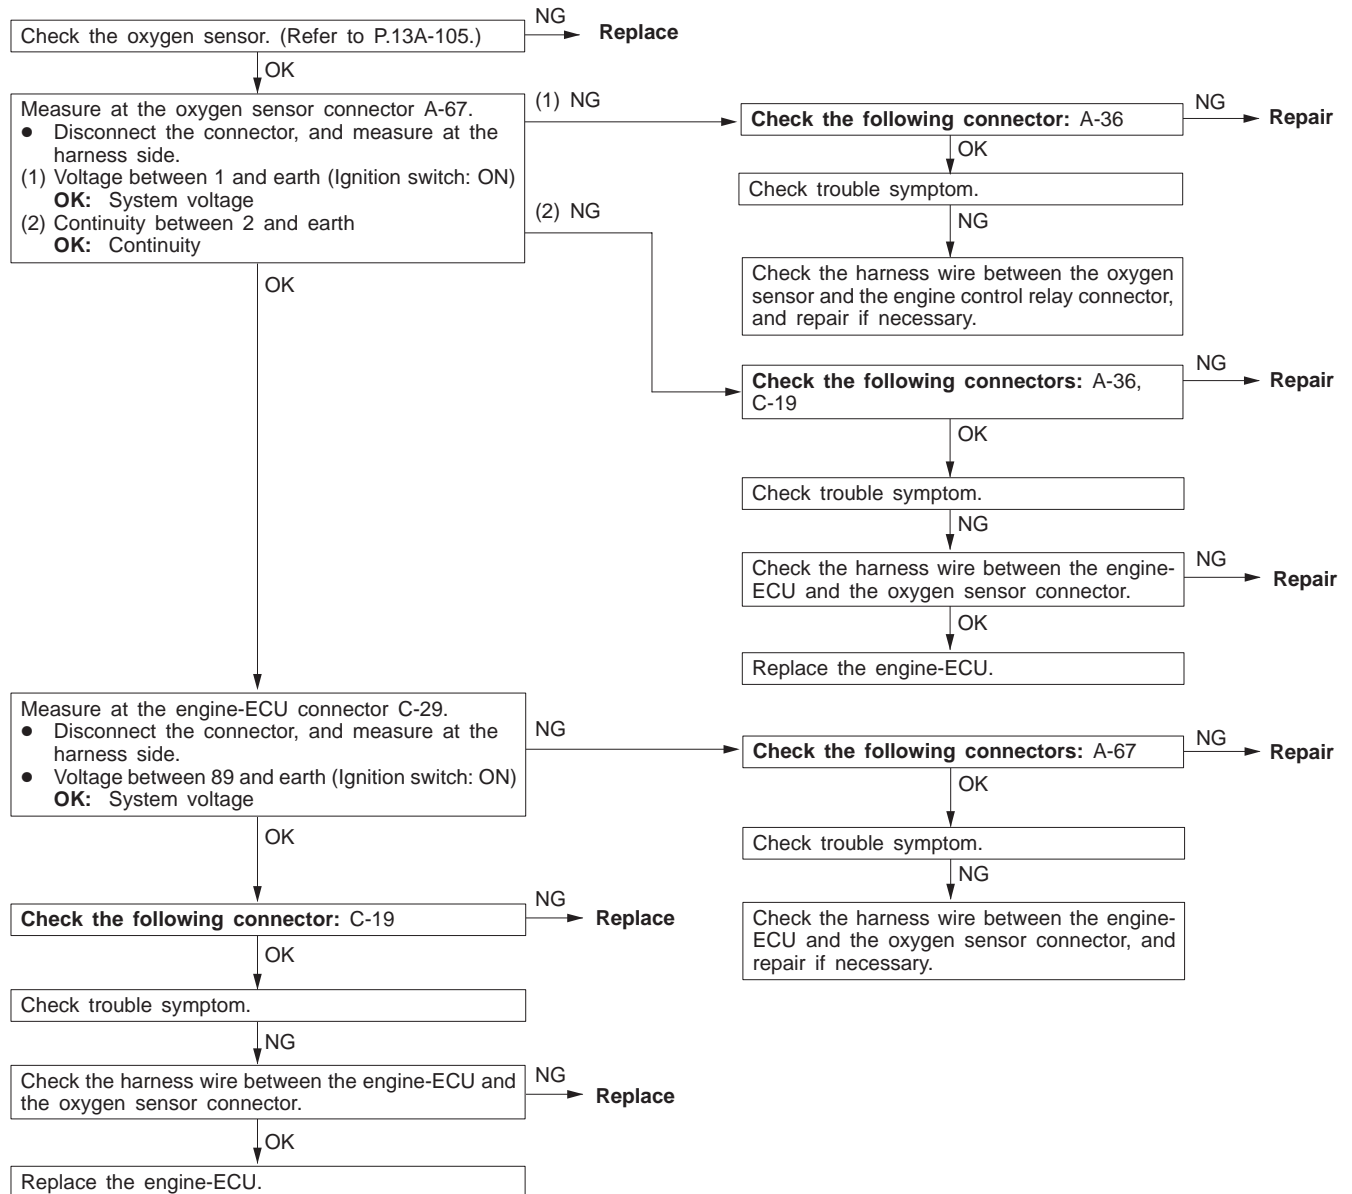 Check the oxygen sensor. (Refer to P.13A-105.)
NG
Replace
OK
Measure at the oxygen sensor connector A-67.
● Disconnect the connector, and measure at the
harness side.
(1) Voltage between 1 and earth (Ignition switch: ON)
OK: System voltage
(2) Continuity between 2 and earth
OK: Continuity
(1) NG
Check the following connector: A-36
NG
Repair
OK
Check trouble symptom.
NG
Check the harness wire between the oxygen
sensor and the engine control relay connector,
and repair if necessary.
(2) NG
Check the following connectors: A-36,
C-19
NG
Repair
OK
Check trouble symptom.
NG
Check the harness wire between the engine-
ECU and the oxygen sensor connector.
NG
Repair
OK
Replace the engine-ECU.
OK
Measure at the engine-ECU connector C-29.
● Disconnect the connector, and measure at the
harness side.
● Voltage between 89 and earth (Ignition switch: ON)
OK: System voltage
NG
Check the following connectors: A-67
NG
Repair
OK
Check trouble symptom.
NG
Check the harness wire between the engine-
ECU and the oxygen sensor connector, and
repair if necessary.
OK
Check the following connector: C-19
NG
Replace
OK
Check trouble symptom.
NG
Check the harness wire between the engine-ECU and
the oxygen sensor connector.
NG
Replace
OK
Replace the engine-ECU.